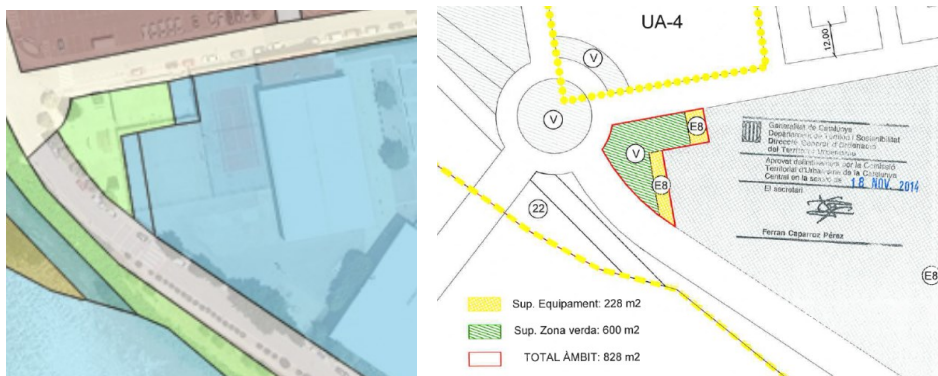 UA-4
12.00
V
V
E8
V
E8
22
Generalitat de Catalunya
Departament de Territori i Sostenibilitat
Direcció General d'Ordenació
del Territori i Urbanisme
Aprovat definitivament per la Comissió
Territorial d'Urbanisme de la Catalunya
Central en la sessió de 18 NOV. 2014
El secretari
Ferran Caparroz Pérez
E8
Sup. Equipament: 228 m2
Sup. Zona verda: 600 m2
TOTAL ÀMBIT: 828 m2